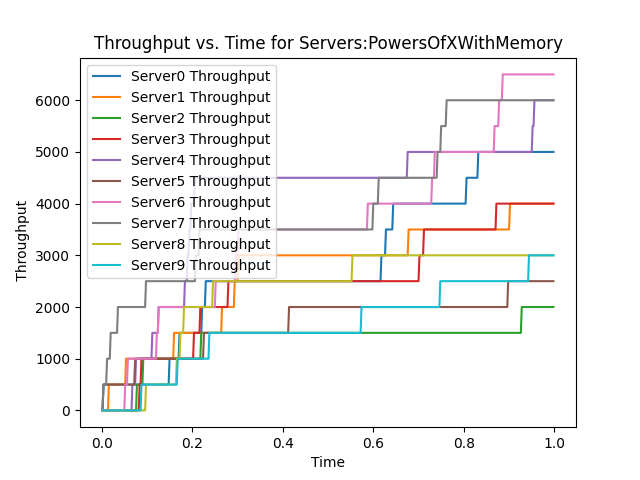 Throughput vs. Time for Servers:PowersOfXWithMemory
Throughput
6000
5000
4000
3000
2000
1000
0
Server0 Throughput
Server1 Throughput
Server2 Throughput
Server3 Throughput
Server4 Throughput
Server5 Throughput
Server6 Throughput
Server7 Throughput
Server8 Throughput
Server9 Throughput
0.0 0.2 0.4 0.6 0.8 1.0
Time